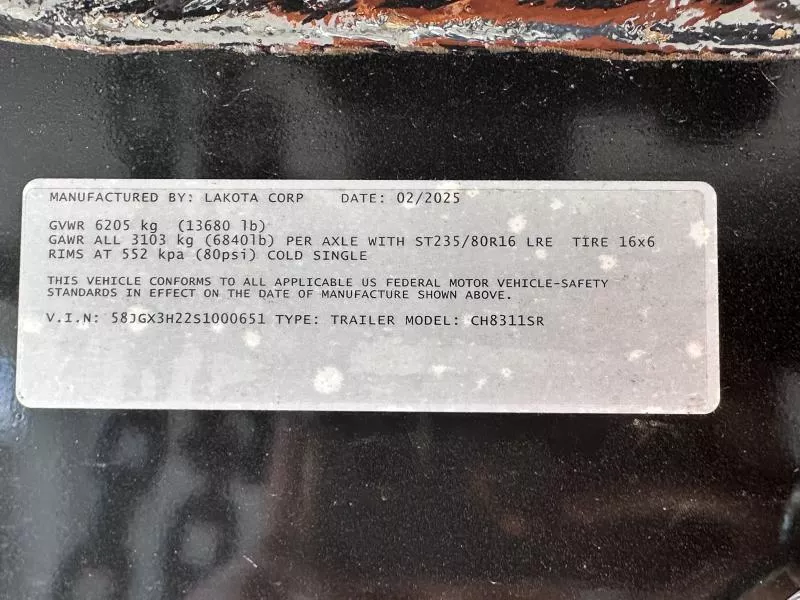 MANUFACTURED BY: LAKOTA CORP DATE: 02/2025
GVWR 6205 kg (13680 lb)
GAWR ALL 3103 kg (6840lb) PER AXLE WITH ST235/80R16 LRE TIRE 16x6
RIMS AT 552 kpa (80psi) COLD SINGLE
THIS VEHICLE CONFORMS TO ALL APPLICABLE US FEDERAL MOTOR VEHICLE-SAFETY
STANDARDS IN EFFECT ON THE DATE OF MANUFACTURE SHOWN ABOVE.
V.I.N: 58JGX3H22S1000651 TYPE: TRAILER MODEL: CH8311SR